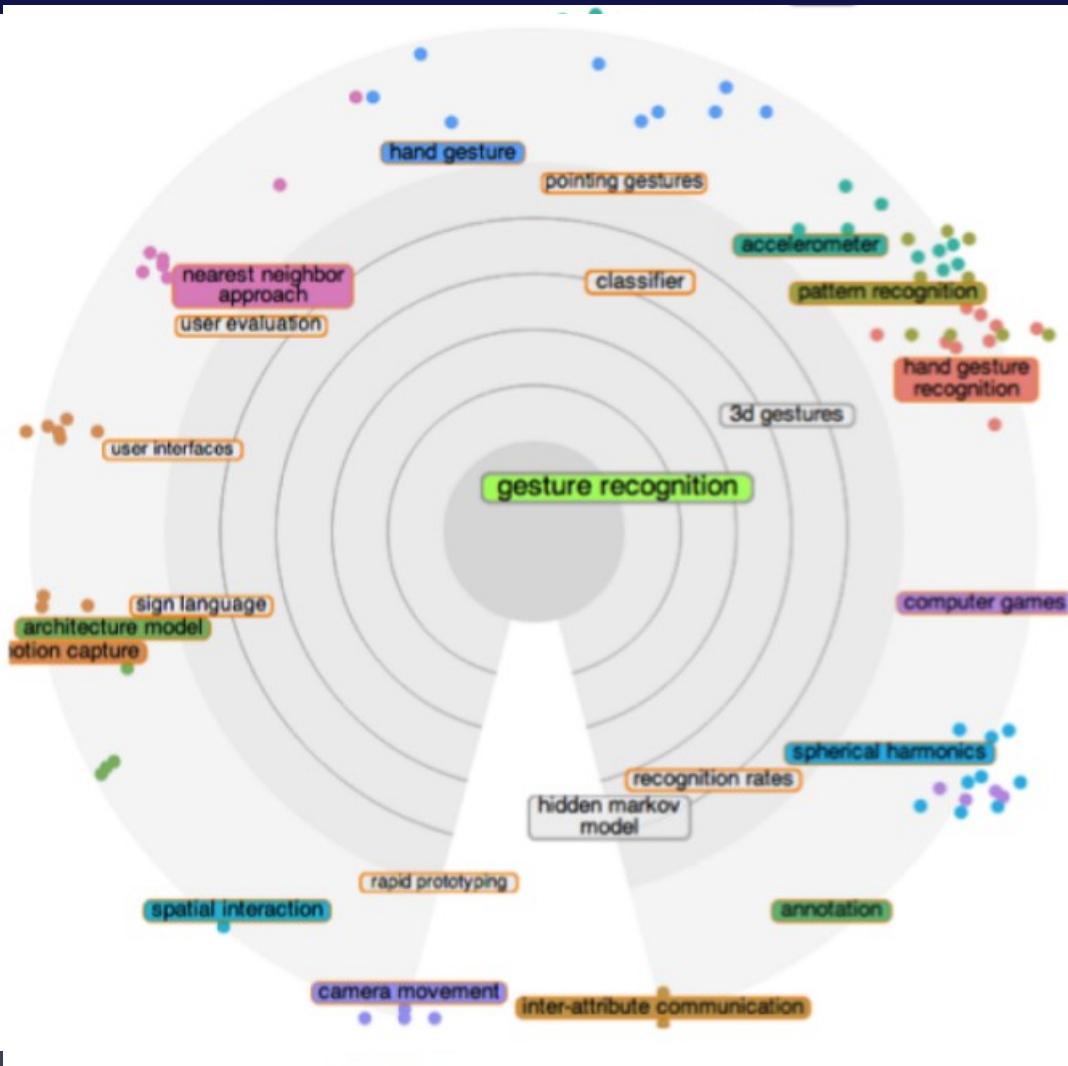 hand gesture
pointing gestures
accelerometer
nearest neighbor
approach
classifier
pattern recognition
user evaluation
hand gesture
recognition
3d gestures
user interfaces
gesture recognition
computer games
sign language
architecture model
otion capture
spherical harmonics
recognition rates
hidden markov
model
rapid prototyping
spatial interaction
annotation
camera movement
inter-attribute communication